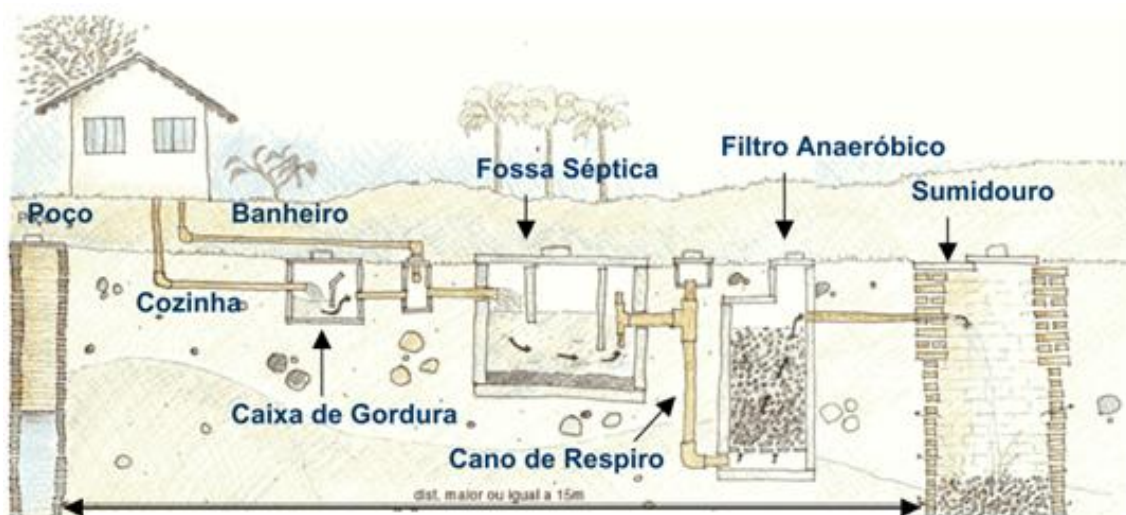 Fossa Séptica
Filtro Anaeróbico
Sumidouro
Poço
Banheiro
Cozinha
Caixa de Gordura
Cano de Respiro
dist. maior ou igual a 15m